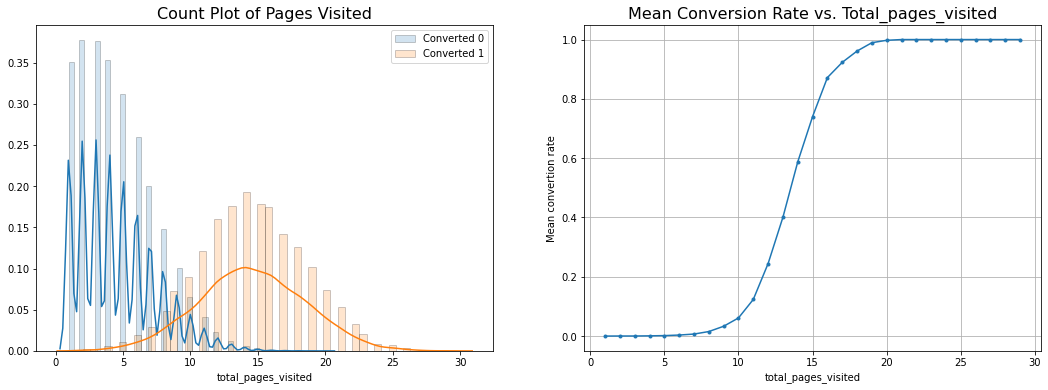 Count Plot of Pages Visited
Converted 0
Converted 1
0.35
0.30
0.25
0.20
0.15
0.10
0.05
0.00
0 5 10 15 20 25 30
total_pages_visited
Mean Conversion Rate vs. Total_pages_visited
Mean convertion rate
1.0
0.8
0.6
0.4
0.2
0.0
0 5 10 15 20 25 30
total_pages_visited